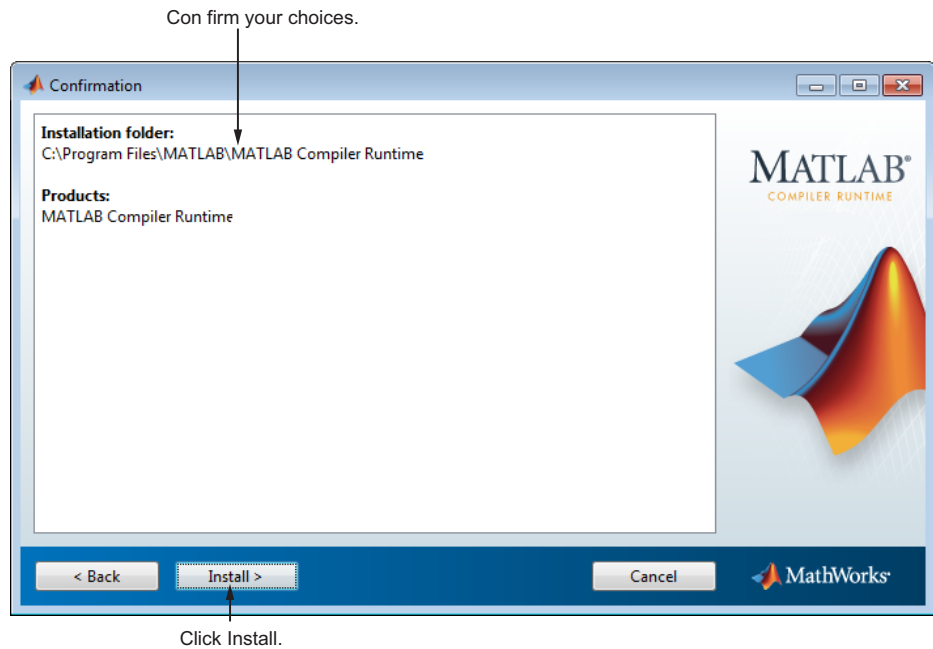 Con firm your choices.
Confirmation
Installation folder:
C:\Program Files\MATLAB\MATLAB Compiler Runtime
Products:
MATLAB Compiler Runtime
MATLAB®
COMPILER RUNTIME
< Back
Install >
Cancel
MathWorks®
Click Install.